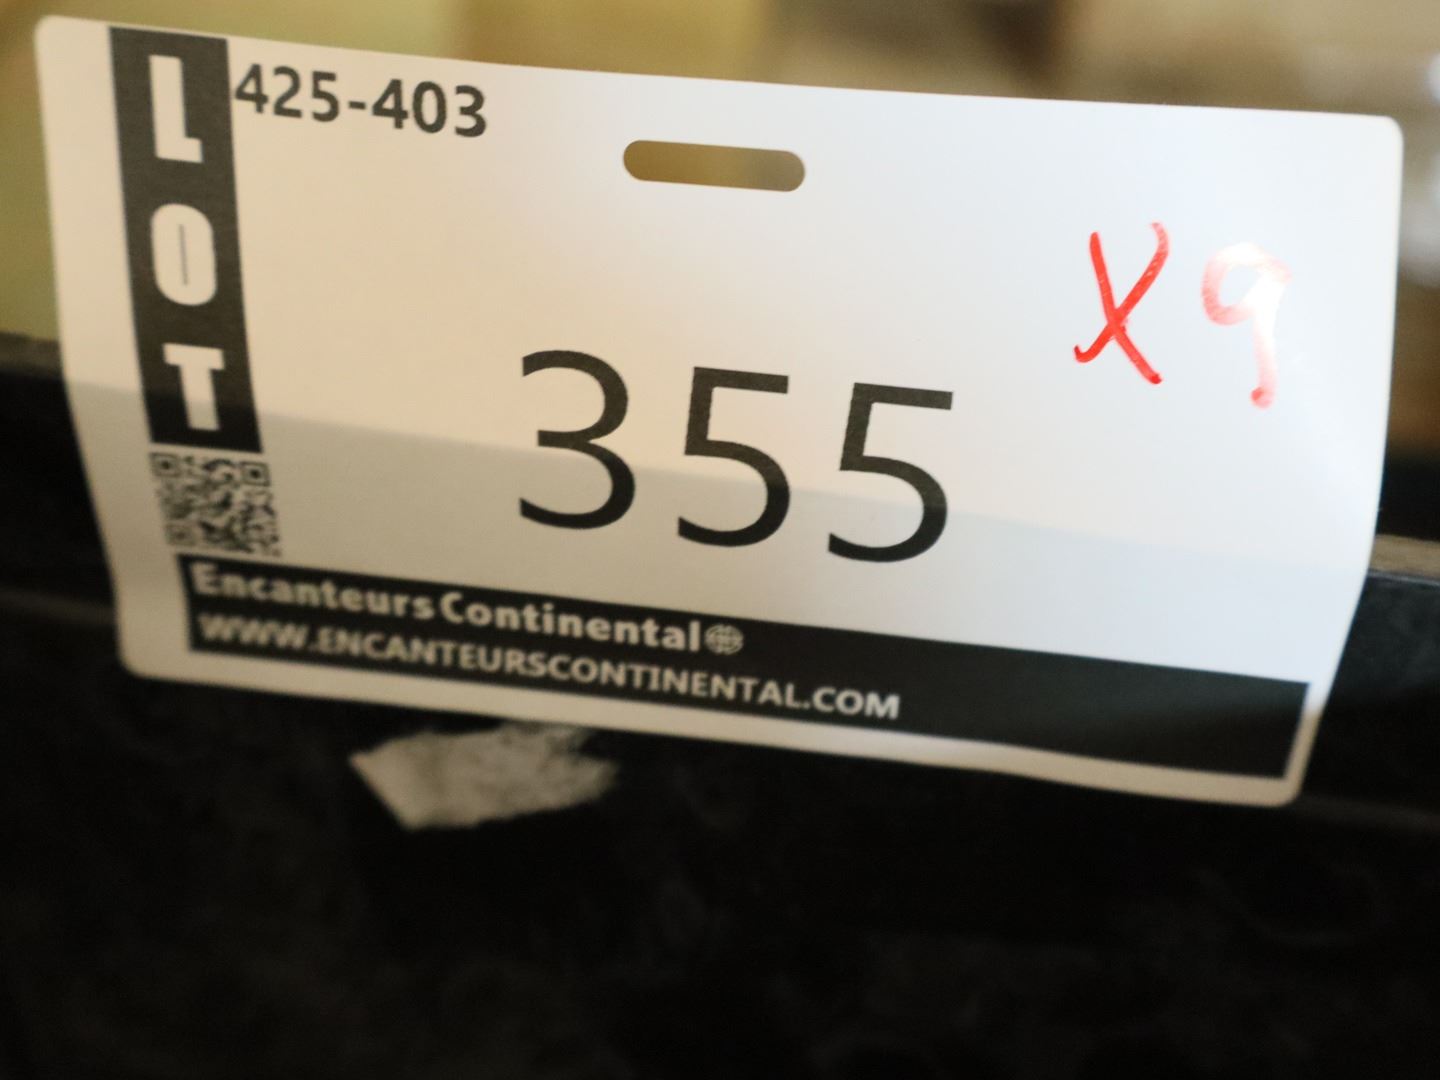 LOT
425-403
X9
355
Encanteurs Continental
WWW.ENCANTEURSCONTINENTAL.COM